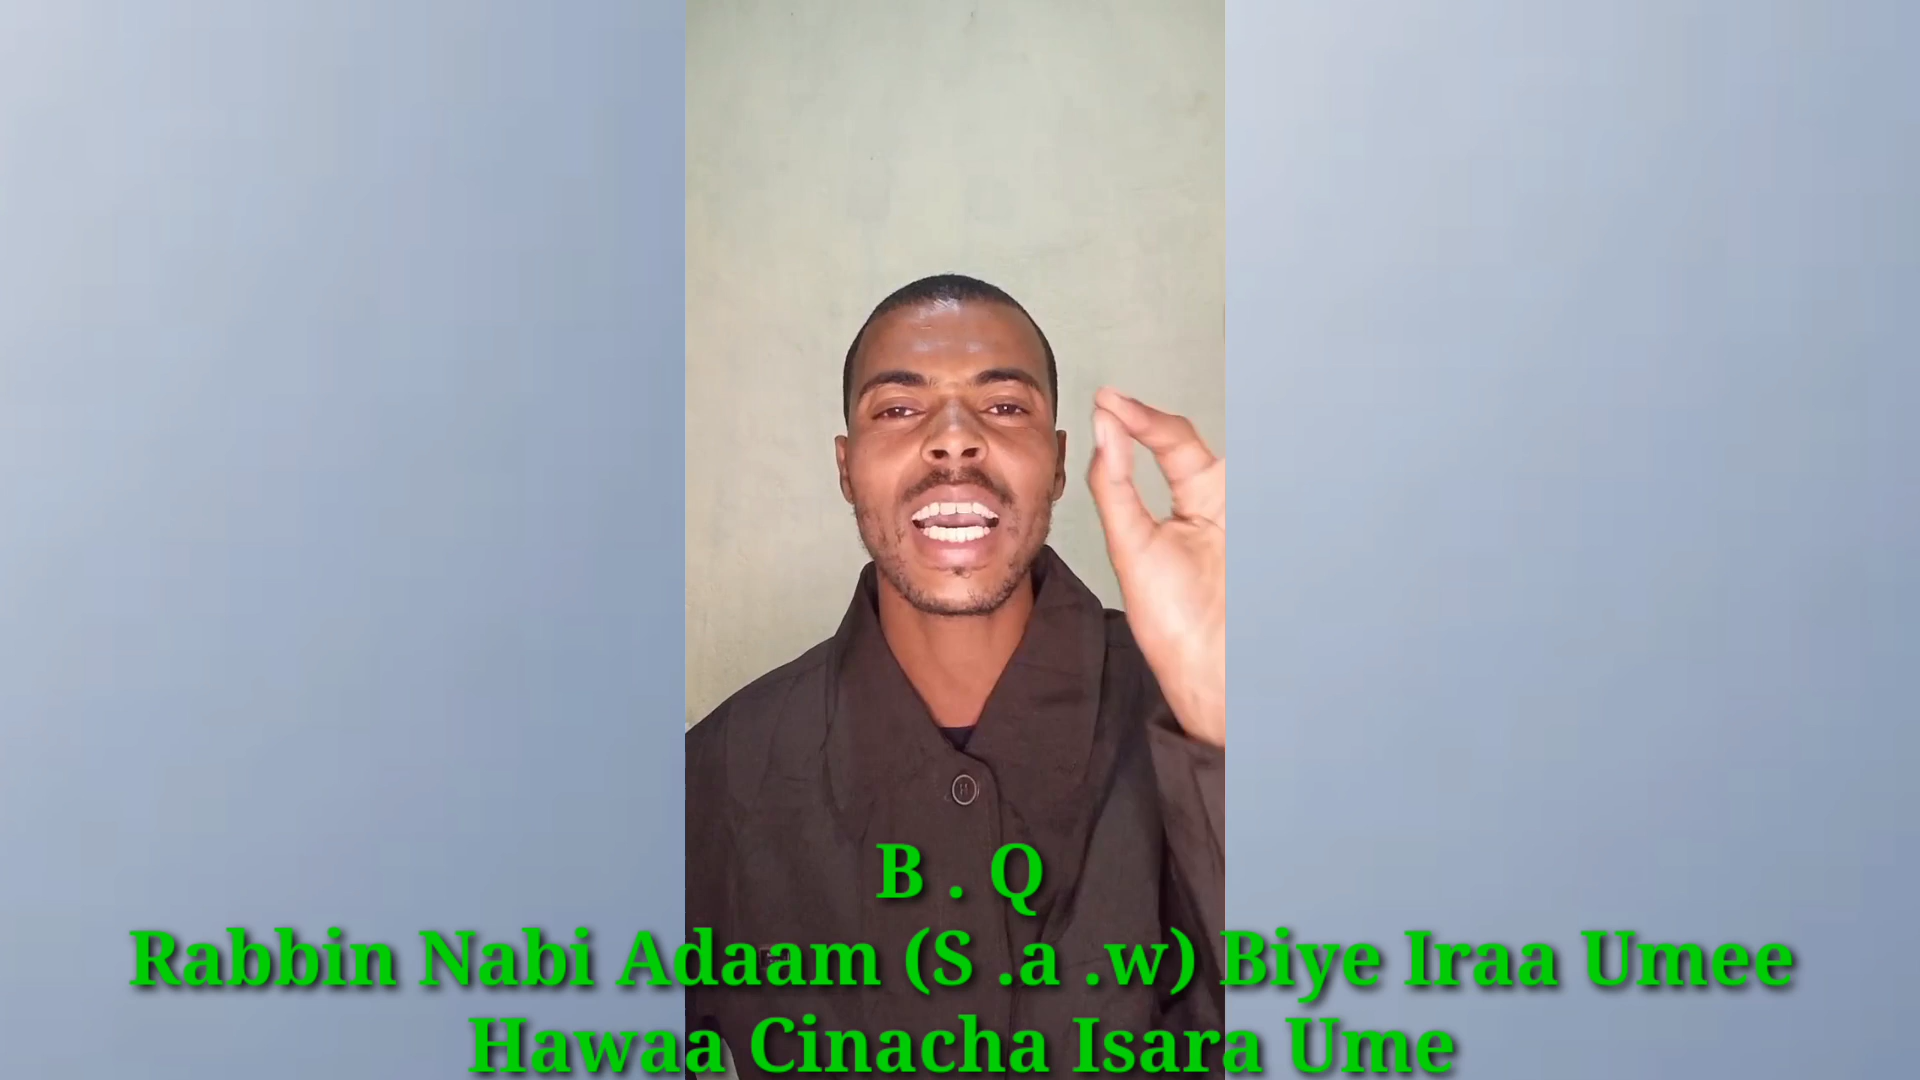 B . Q
Rabbin Nabi Adaam (S .a .w) Biye Iraa Umee
Hawaa Cinacha Isara Ume